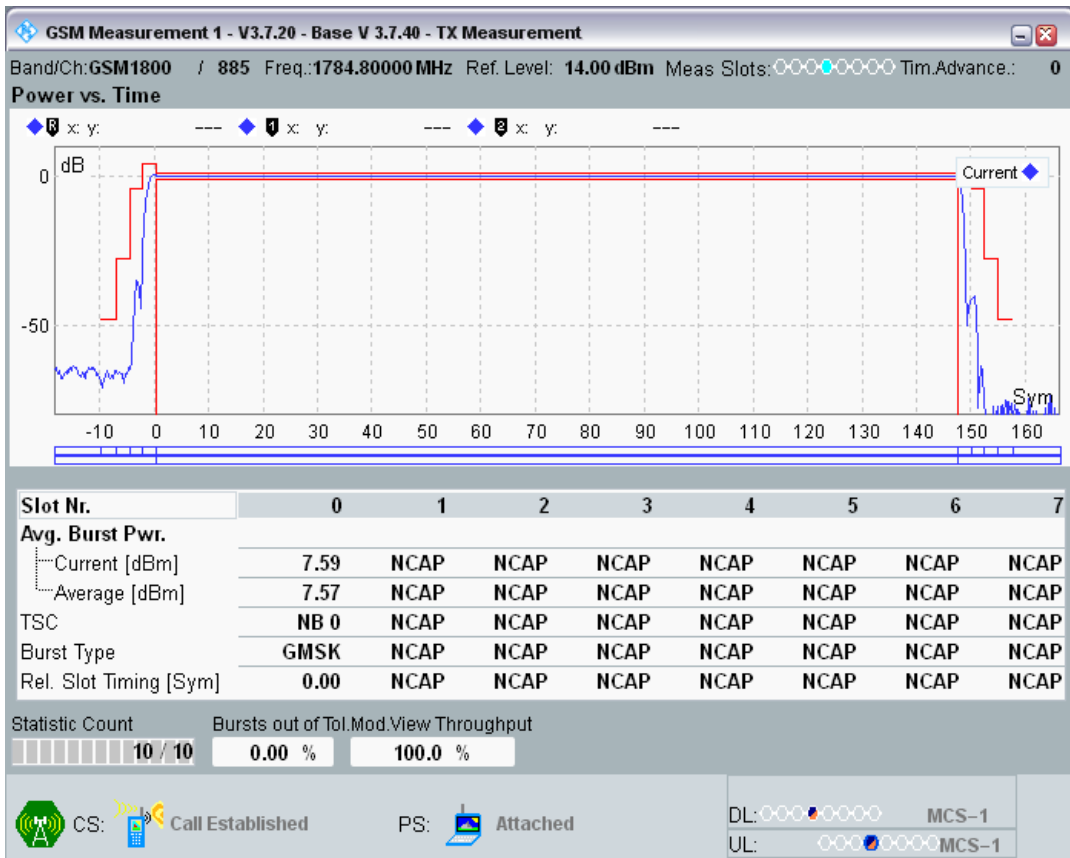 GSM Measurement 1 - V3.7.20 - Base V 3.7.40 - TX Measurement
Band/Ch:GSM1800 / 885 Freq.:1784.80000 MHz Ref. Level: 14.00 dBm Meas Slots: Tim.Advance.: 0
Power vs. Time
R x: y: --- 1 x: y: --- 2 x: y: ---
dB
Current
0
-50
Sym
-10 0 10 20 30 40 50 60 70 80 90 100 110 120 130 140 150 160
Slot Nr. 0 1 2 3 4 5 6 7
Avg. Burst Pwr.
Current [dBm] 7.59 NCAP NCAP NCAP NCAP NCAP NCAP NCAP
Average [dBm] 7.57 NCAP NCAP NCAP NCAP NCAP NCAP NCAP
TSC NB 0 NCAP NCAP NCAP NCAP NCAP NCAP NCAP
Burst Type GMSK NCAP NCAP NCAP NCAP NCAP NCAP NCAP
Rel. Slot Timing [Sym] 0.00 NCAP NCAP NCAP NCAP NCAP NCAP NCAP
Statistic Count Bursts out of Tol.Mod.View Throughput
10 / 10 0.00 % 100.0 %
CS: Call Established PS: Attached
DL: MCS-1
UL: MCS-1